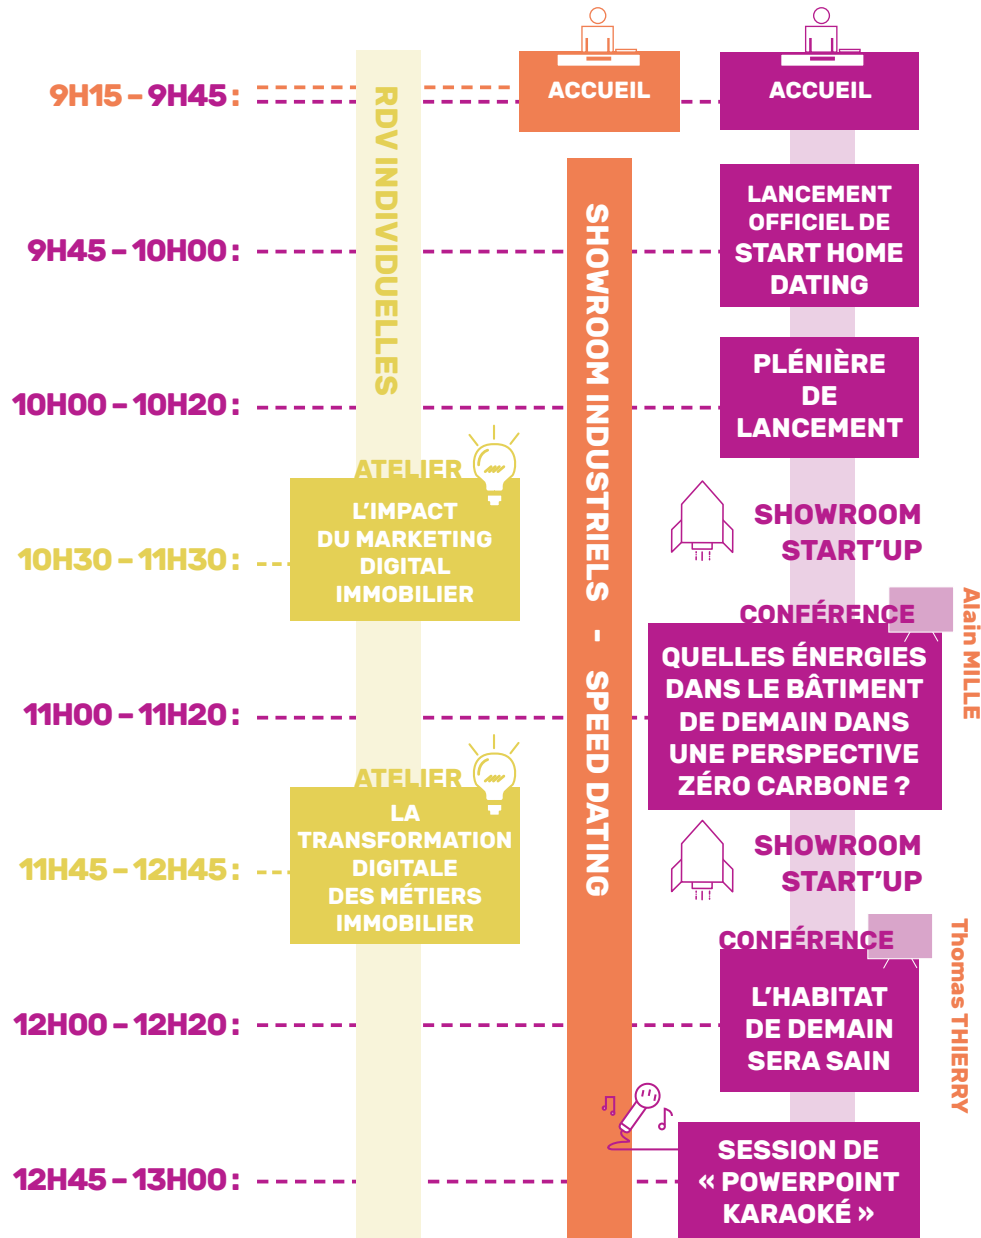 9H15 – 9H45 :
ACCUEIL
ACCUEIL
RDV INDIVIDUELLES
SHOWROOM INDUSTRIELS - SPEED DATING
9H45 – 10H00 :
LANCEMENT
OFFICIEL DE
START HOME
DATING
10H00 – 10H20 :
PLÉNIÈRE
DE
LANCEMENT
10H30 – 11H30 :
ATELIER
L'IMPACT
DU MARKETING
DIGITAL
IMMOBILIER
SHOWROOM
START'UP
11H00 – 11H20 :
CONFÉRENCE
QUELLES ÉNERGIES
DANS LE BÂTIMENT
DE DEMAIN DANS
UNE PERSPECTIVE
ZÉRO CARBONE ?
Alain MILLE
11H45 – 12H45 :
ATELIER
LA
TRANSFORMATION
DIGITALE
DES MÉTIERS
IMMOBILIER
SHOWROOM
START'UP
12H00 – 12H20 :
CONFÉRENCE
L'HABITAT
DE DEMAIN
SERA SAIN
Thomas THIERRY
12H45 – 13H00 :
SESSION DE
« POWERPOINT
KARAOKÉ »